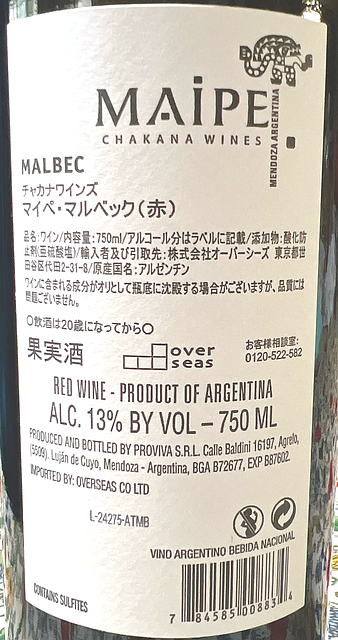 MAiPE
CHAKANA WINES
MENDOZA ARGENTINA
MALBEC
チャカナワインズ
マイペ・マルベック(赤)
品名:ワイン/内容量:750ml/アルコール分はラベルに記載/添加物:酸化防
止剤(亜硫酸塩)/輸入者及び引取先:株式会社オーバーシーズ 東京都世
田谷区代田2-31-8/原産国名:アルゼンチン
ワインに含まれる成分がオリとして瓶底に沈殿する場合がございますが、品質には
問題ございません。
〇飲酒は20歳になってから〇
果実酒
over
seas
お客様相談室:
0120-522-582
RED WINE - PRODUCT OF ARGENTINA
ALC. 13% BY VOL – 750 ML
PRODUCED AND BOTTLED BY PROVIVA S.R.L. Calle Baldini 16197, Agrelo,
(5509). Luján de Cuyo, Mendoza - Argentina, BGA B72677, EXP B87602.
IMPORTED BY: OVERSEAS CO LTD
L-24275-ATMB
VINO ARGENTINO BEBIDA NACIONAL
CONTAINS SULFITES
7 84585 00883 4